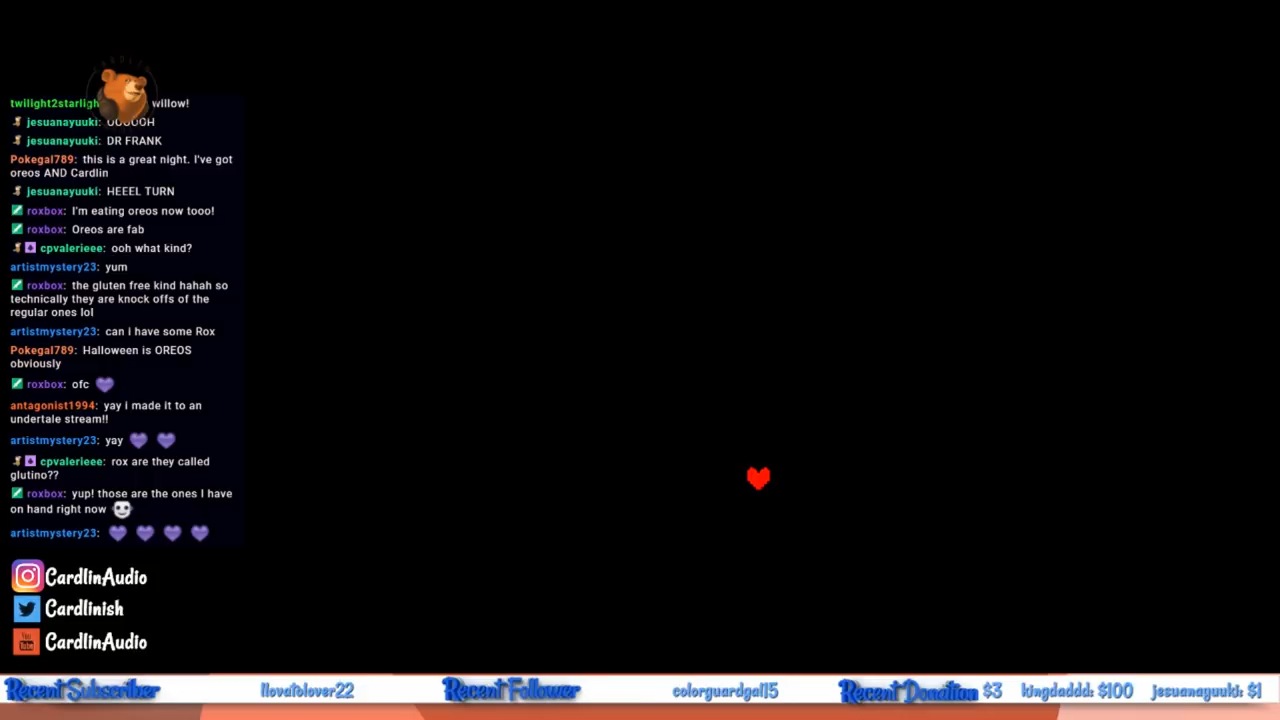 twilight2starligh willow!
jesuanayuuki: OOOOOH
jesuanayuuki: DR FRANK
Pokegal789: this is a great night. I've got
oreos AND Cardlin
jesuanayuuki: HEEEL TURN
roxbox: I'm eating oreos now tooo!
roxbox: Oreos are fab
cpvalerieee: ooh what kind?
artistmystery23: yum
roxbox: the gluten free kind hahah so
technically they are knock offs of the
regular ones lol
artistmystery23: can i have some Rox
Pokegal789: Halloween is OREOS
obviously
roxbox: ofc
antagonist1994: yay i made it to an
undertale stream!!
artistmystery23: yay
cpvalerieee: rox are they called
glutino??
roxbox: yup! those are the ones I have
on hand right now
artistmystery23:
CardlinAudio
Cardlinish
You Tube CardlinAudio
Recent Subscriber llovatolover22 Recent Follower colorguardgal15 Recent Donation $3 kingdaddd: $100 jesuanayuuki: $1